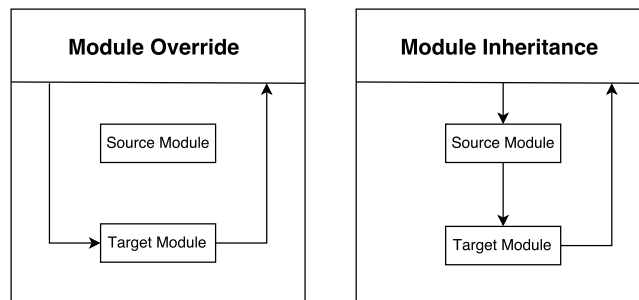 Module Override
Source Module
Target Module
Module Inheritance
Source Module
Target Module